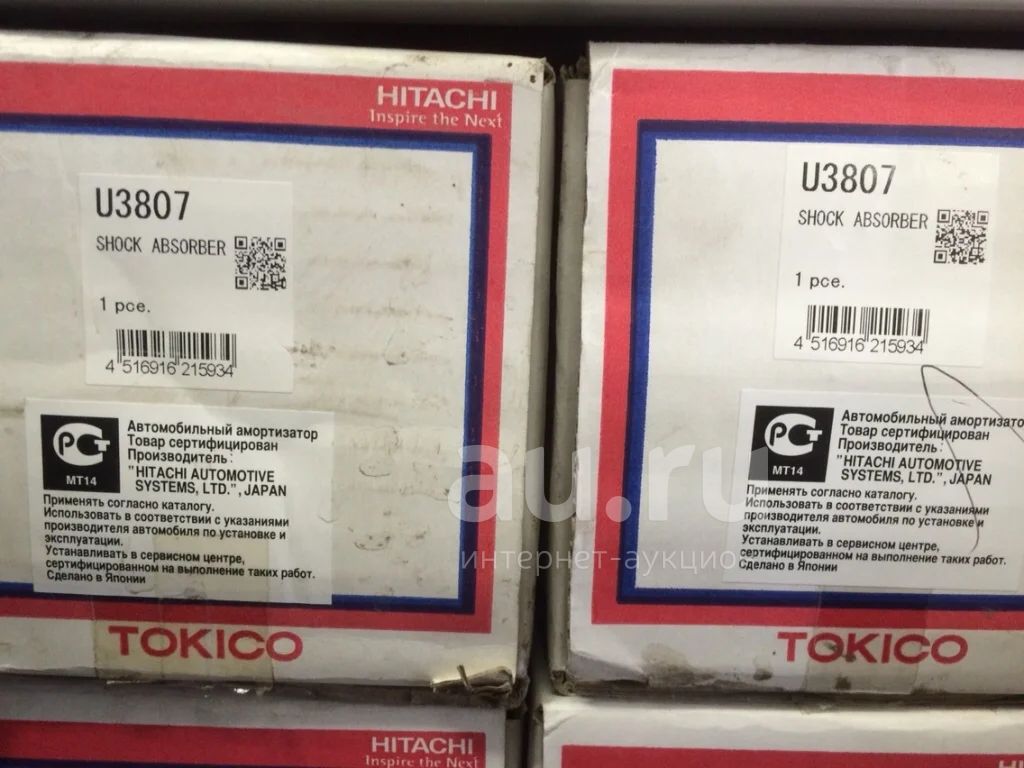 HITACHI
Inspire the Next
U3807
SHOCK ABSORBER
1 pce.
4 516916 215934
РСТ
МТ14
Автомобильный амортизатор
Товар сертифицирован
Производитель:
"HITACHI AUTOMOTIVE
SYSTEMS, LTD.", JAPAN
Применять согласно каталогу.
Использовать в соответствии с указаниями
производителя автомобиля по установке и
эксплуатации.
Устанавливать в сервисном центре,
сертифицированном на выполнение таких работ.
Сделано в Японии
TOKICO
U3807
SHOCK ABSORBER
1 pce.
4 516916 215934
РСТ
МТ14
Автомобильный амортизатор
Товар сертифицирован
Производитель:
"HITACHI AUTOMOTIVE
SYSTEMS, LTD.", JAPAN
Применять согласно каталогу.
Использовать в соответствии с указаниями
производителя автомобиля по установке и
эксплуатации.
Устанавливать в сервисном центре,
сертифицированном на выполнение таких работ.
Сделано в Японии
TOKICO
au.ru
интернет-аукцио
HITACHI
Inspire the Next